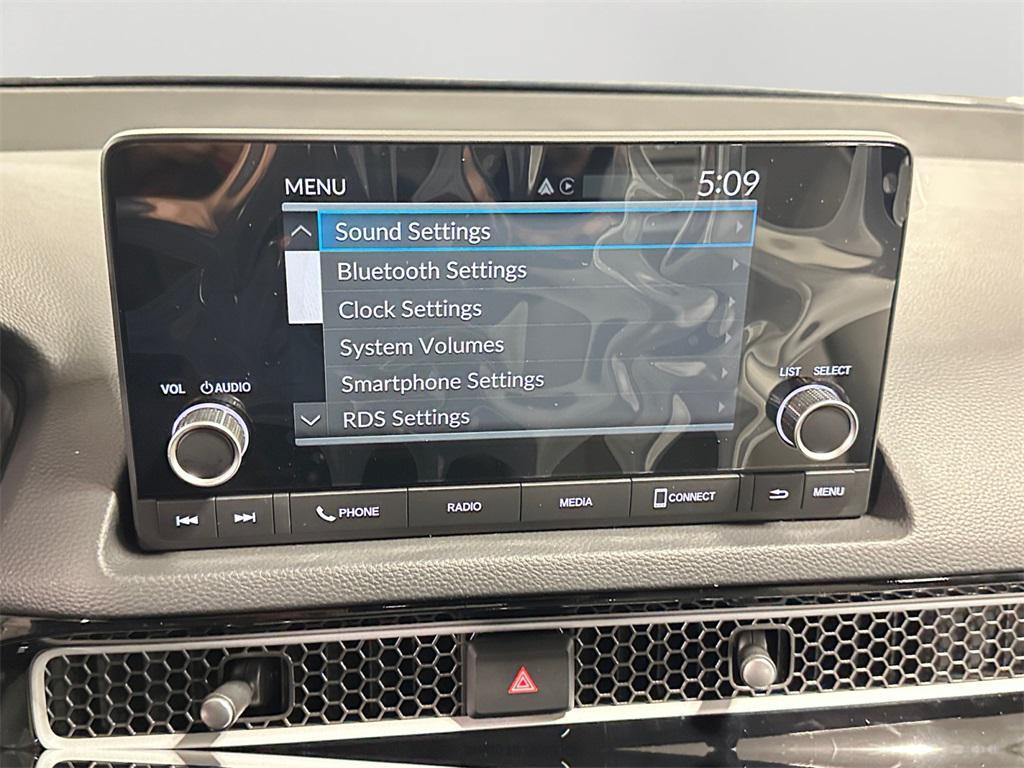 MENU 5:09
Sound Settings
Bluetooth Settings
Clock Settings
System Volumes
Smartphone Settings
RDS Settings
VOL AUDIO
LIST SELECT
PHONE RADIO MEDIA CONNECT MENU